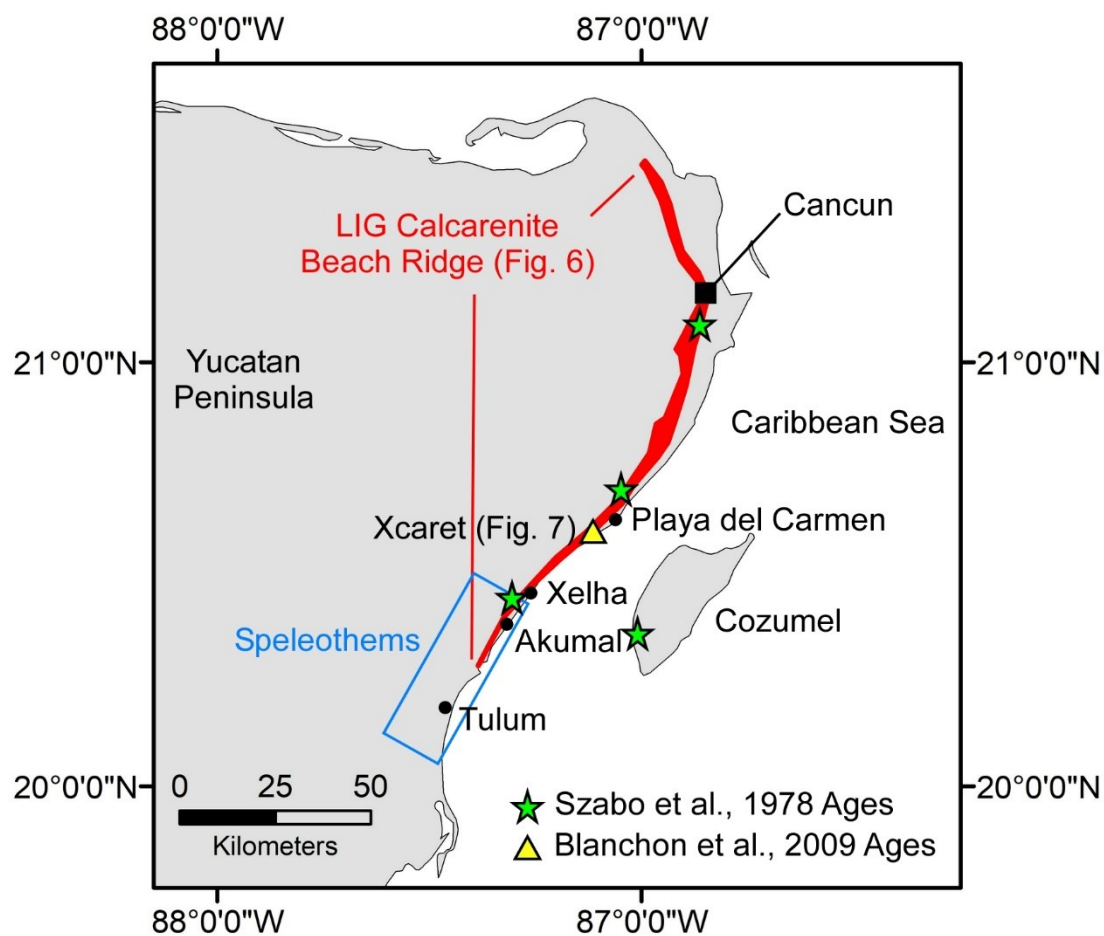 88°0'0"W
87°0'0"W
LIG Calcarenite
Beach Ridge (Fig. 6)
Cancun
21°0'0"N
21°0'0"N
Yucatan
Peninsula
Caribbean Sea
Xcaret (Fig. 7)
Playa del Carmen
Xelha
Speleothems
Akumal
Cozumel
Tulum
20°0'0"N
20°0'0"N
0 25 50
Kilometers
Szabo et al., 1978 Ages
Blanchon et al., 2009 Ages
88°0'0"W
87°0'0"W